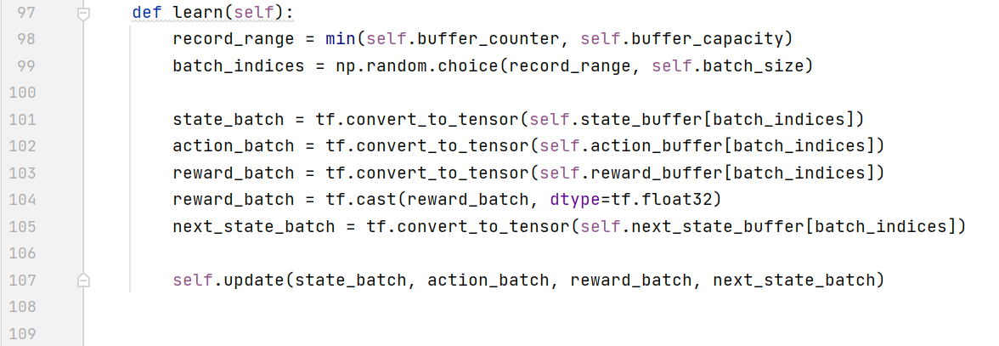 97 def learn(self):
98 record_range = min(self.buffer_counter, self.buffer_capacity)
99 batch_indices = np.random.choice(record_range, self.batch_size)
100
101 state_batch = tf.convert_to_tensor(self.state_buffer[batch_indices])
102 action_batch = tf.convert_to_tensor(self.action_buffer[batch_indices])
103 reward_batch = tf.convert_to_tensor(self.reward_buffer[batch_indices])
104 reward_batch = tf.cast(reward_batch, dtype=tf.float32)
105 next_state_batch = tf.convert_to_tensor(self.next_state_buffer[batch_indices])
106
107 self.update(state_batch, action_batch, reward_batch, next_state_batch)
108
109